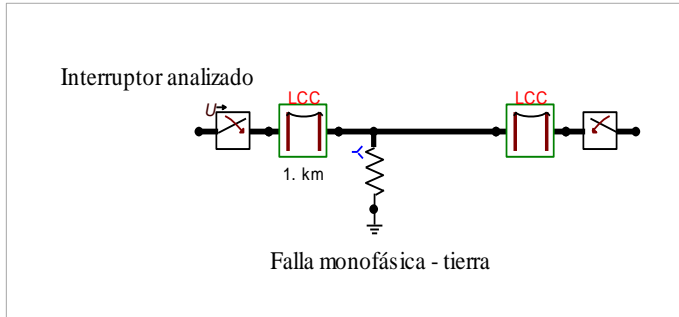 Interruptor analizado
U
LCC
LCC
1. km
Falla monofásica - tierra